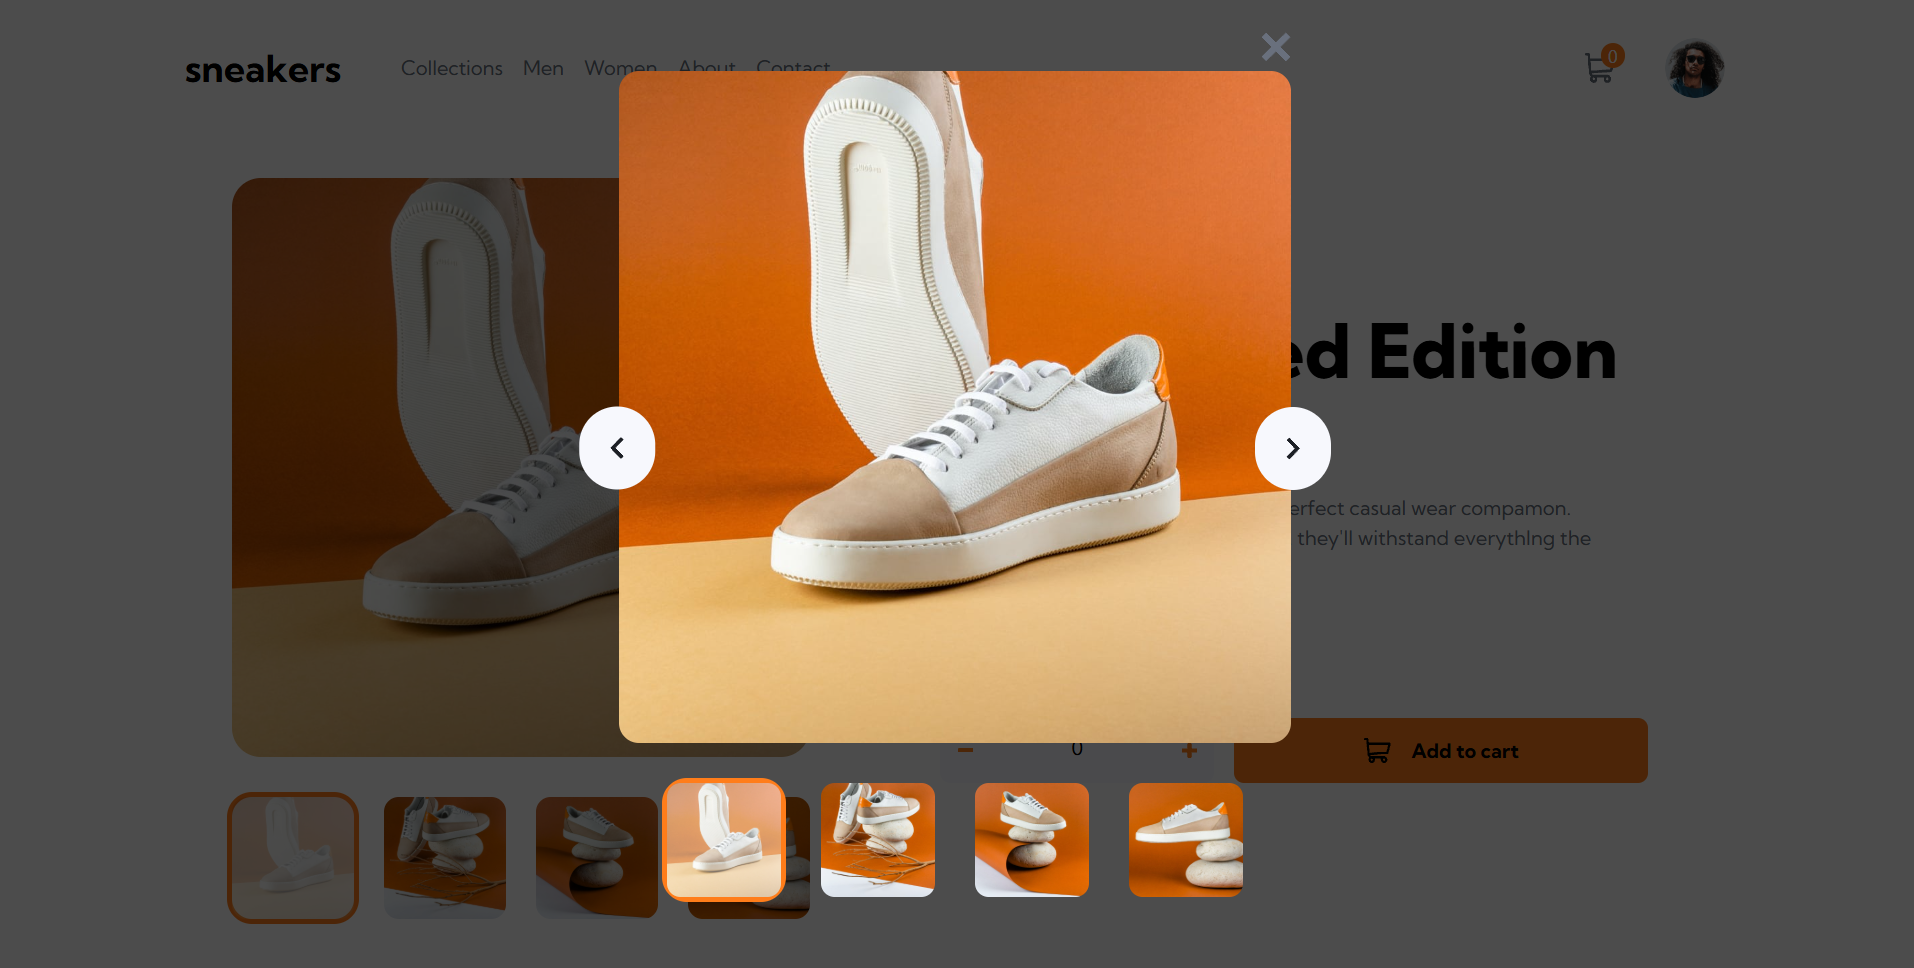 sneakers
Collections Men Women About Contact
0
ed Edition
erfect casual wear compamon.
they'll withstand everythlng the
0
Add to cart